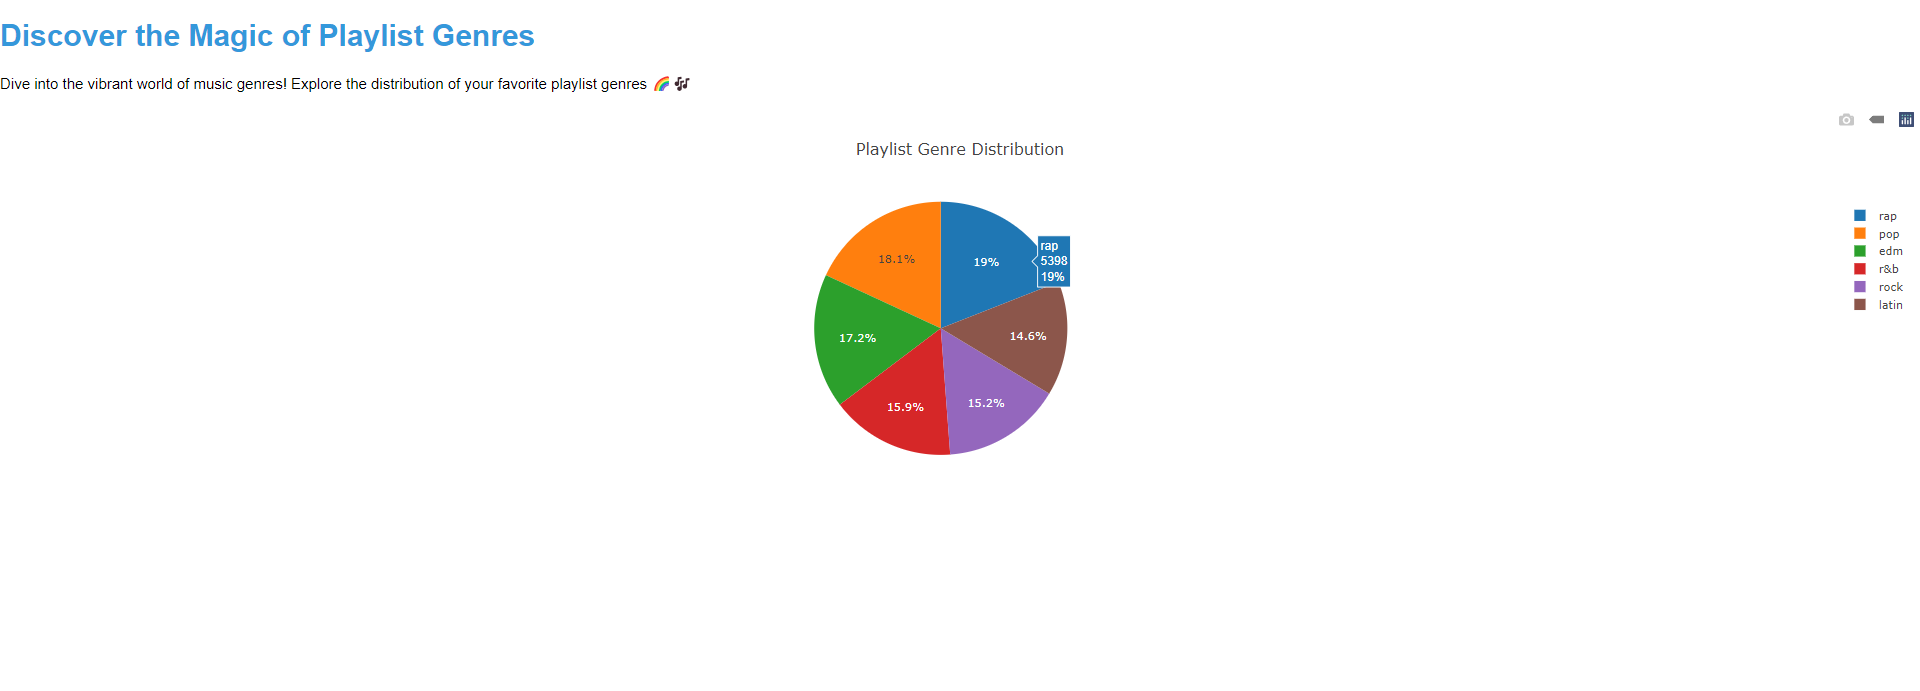 Discover the Magic of Playlist Genres
Dive into the vibrant world of music genres! Explore the distribution of your favorite playlist genres 🌈🎶
Playlist Genre Distribution
19%
rap
5398
19%
18.1%
14.6%
17.2%
15.9%
15.2%
rap
pop
edm
r&b
rock
latin